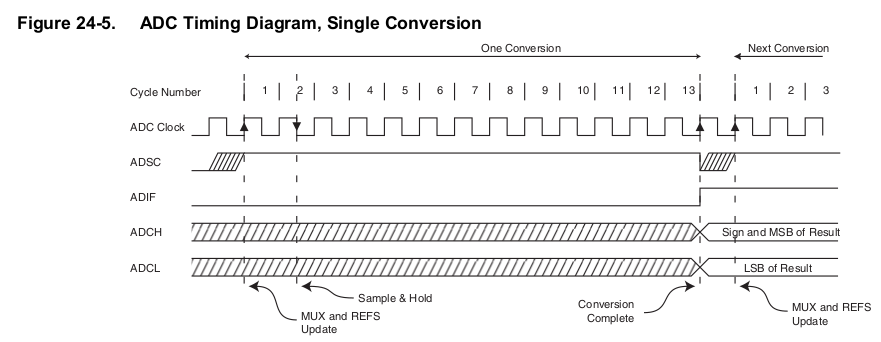 Figure 24-5. ADC Timing Diagram, Single Conversion
One Conversion
Next Conversion
Cycle Number 1 2 3 4 5 6 7 8 9 10 11 12 13 1 2 3
ADC Clock
ADSC
ADIF
ADCH
Sign and MSB of Result
ADCL
LSB of Result
MUX and REFS
Update
Sample & Hold
Conversion
Complete
MUX and REFS
Update